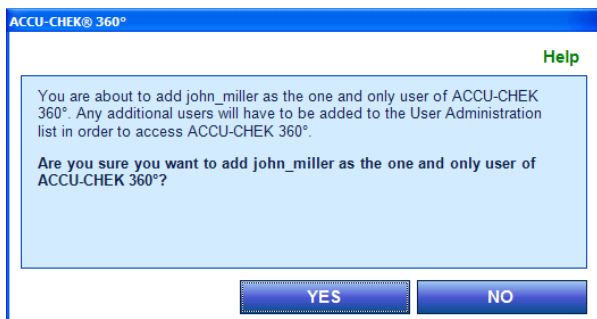 ACCU-CHEK® 360°
Help
You are about to add john_miller as the one and only user of ACCU-CHEK
360°. Any additional users will have to be added to the User Administration
list in order to access ACCU-CHEK 360°.
Are you sure you want to add john_miller as the one and only user of
ACCU-CHEK 360°?
YES
NO